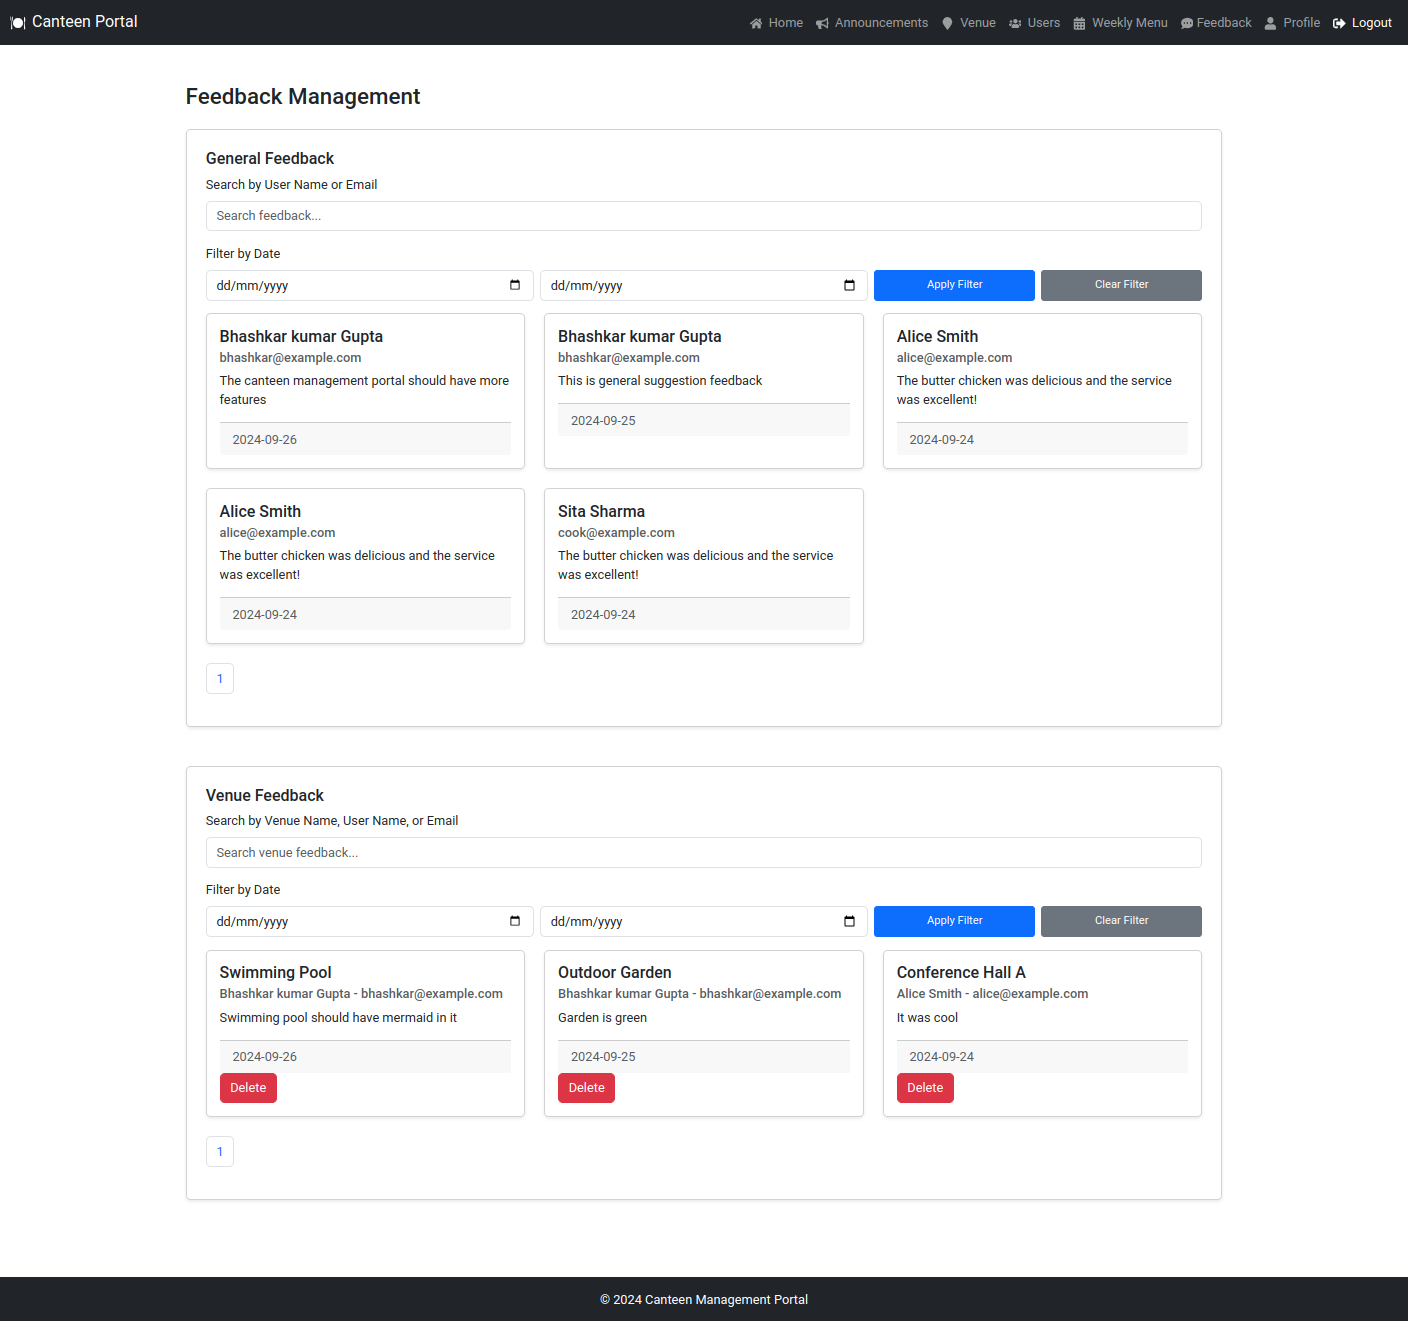 Canteen Portal
Home Announcements Venue Users Weekly Menu Feedback Profile Logout
Feedback Management
General Feedback
Search by User Name or Email
Search feedback...
Filter by Date
dd/mm/yyyy dd/mm/yyyy Apply Filter Clear Filter
Bhashkar kumar Gupta
bhashkar@example.com
The canteen management portal should have more
features
2024-09-26
Bhashkar kumar Gupta
bhashkar@example.com
This is general suggestion feedback
2024-09-25
Alice Smith
alice@example.com
The butter chicken was delicious and the service
was excellent!
2024-09-24
Alice Smith
alice@example.com
The butter chicken was delicious and the service
was excellent!
2024-09-24
Sita Sharma
cook@example.com
The butter chicken was delicious and the service
was excellent!
2024-09-24
1
Venue Feedback
Search by Venue Name, User Name, or Email
Search venue feedback...
Filter by Date
dd/mm/yyyy dd/mm/yyyy Apply Filter Clear Filter
Swimming Pool
Bhashkar kumar Gupta - bhashkar@example.com
Swimming pool should have mermaid in it
2024-09-26
Delete
Outdoor Garden
Bhashkar kumar Gupta - bhashkar@example.com
Garden is green
2024-09-25
Delete
Conference Hall A
Alice Smith - alice@example.com
It was cool
2024-09-24
Delete
1
© 2024 Canteen Management Portal